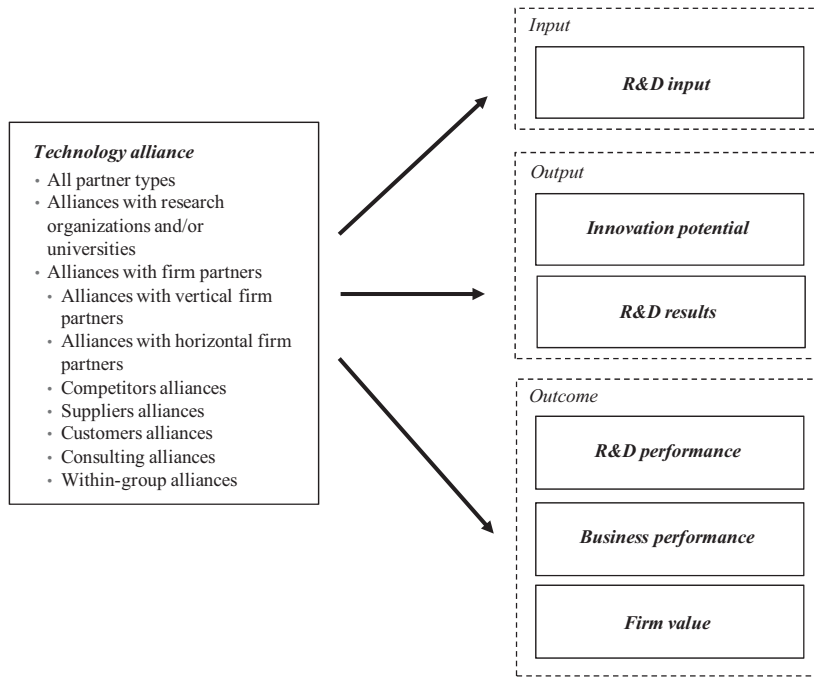 Technology alliance
• All partner types
• Alliances with research
organizations and/or
universities
• Alliances with firm partners
• Alliances with vertical firm
partners
• Alliances with horizontal firm
partners
• Competitors alliances
• Suppliers alliances
• Customers alliances
• Consulting alliances
• Within-group alliances
Input
R&D input
Output
Innovation potential
R&D results
Outcome
R&D performance
Business performance
Firm value